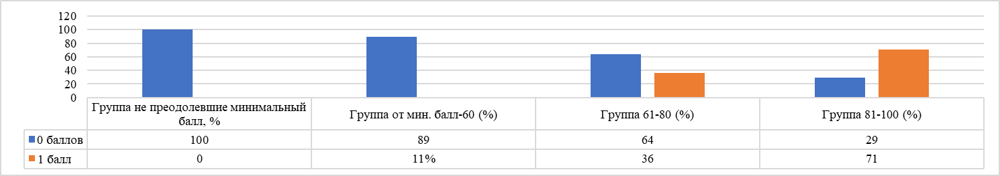 120
100
80
60
40
20
0
Группа не преодолевшие минимальный
балл, %
Группа от мин. балл-60 (%)
Группа 61-80 (%)
Группа 81-100 (%)
0 баллов 100 89 64 29
1 балл 0 11% 36 71